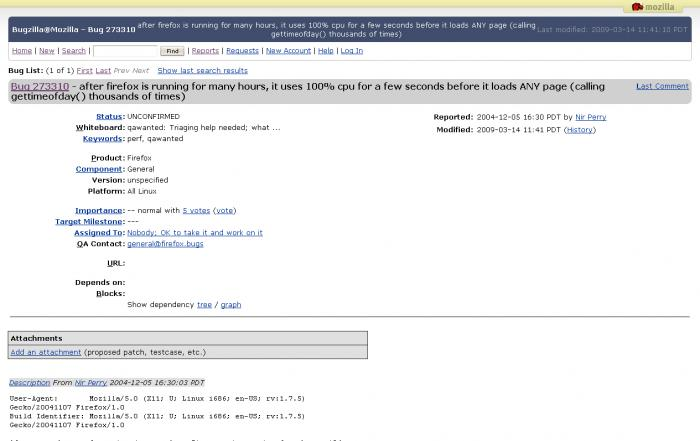 mozilla
Bugzilla@Mozilla – Bug 273310 after firefox is running for many hours, it uses 100% cpu for a few seconds before it loads ANY page (calling gettimeofday() thousands of times) Last modified: 2009-03-14 11:41:10 PDT
Home | New | Search | Find | Reports | Requests | New Account | Help | Log In
Bug List: (1 of 1) First Last Prev Next Show last search results
Bug 273310 - after firefox is running for many hours, it uses 100% cpu for a few seconds before it loads ANY page (calling
gettimeofday() thousands of times)
Last Comment
Status: UNCONFIRMED
Whiteboard: qawanted: Triaging help needed; what ...
Keywords: perf, qawanted
Product: Firefox
Component: General
Version: unspecified
Platform: All Linux
Importance: -- normal with 5 votes (vote)
Target Milestone: ---
Assigned To: Nobody; OK to take it and work on it
QA Contact: general@firefox.bugs
URL:
Depends on:
Blocks:
Show dependency tree / graph
Reported: 2004-12-05 16:30 PDT by Nir Perry
Modified: 2009-03-14 11:41 PDT (History)
Attachments
Add an attachment (proposed patch, testcase, etc.)
Description From Nir Perry 2004-12-05 16:30:03 PDT
User-Agent: Mozilla/5.0 (X11; U; Linux i686; en-US; rv:1.7.5)
Gecko/20041107 Firefox/1.0
Build Identifier: Mozilla/5.0 (X11; U; Linux i686; en-US; rv:1.7.5)
Gecko/20041107 Firefox/1.0